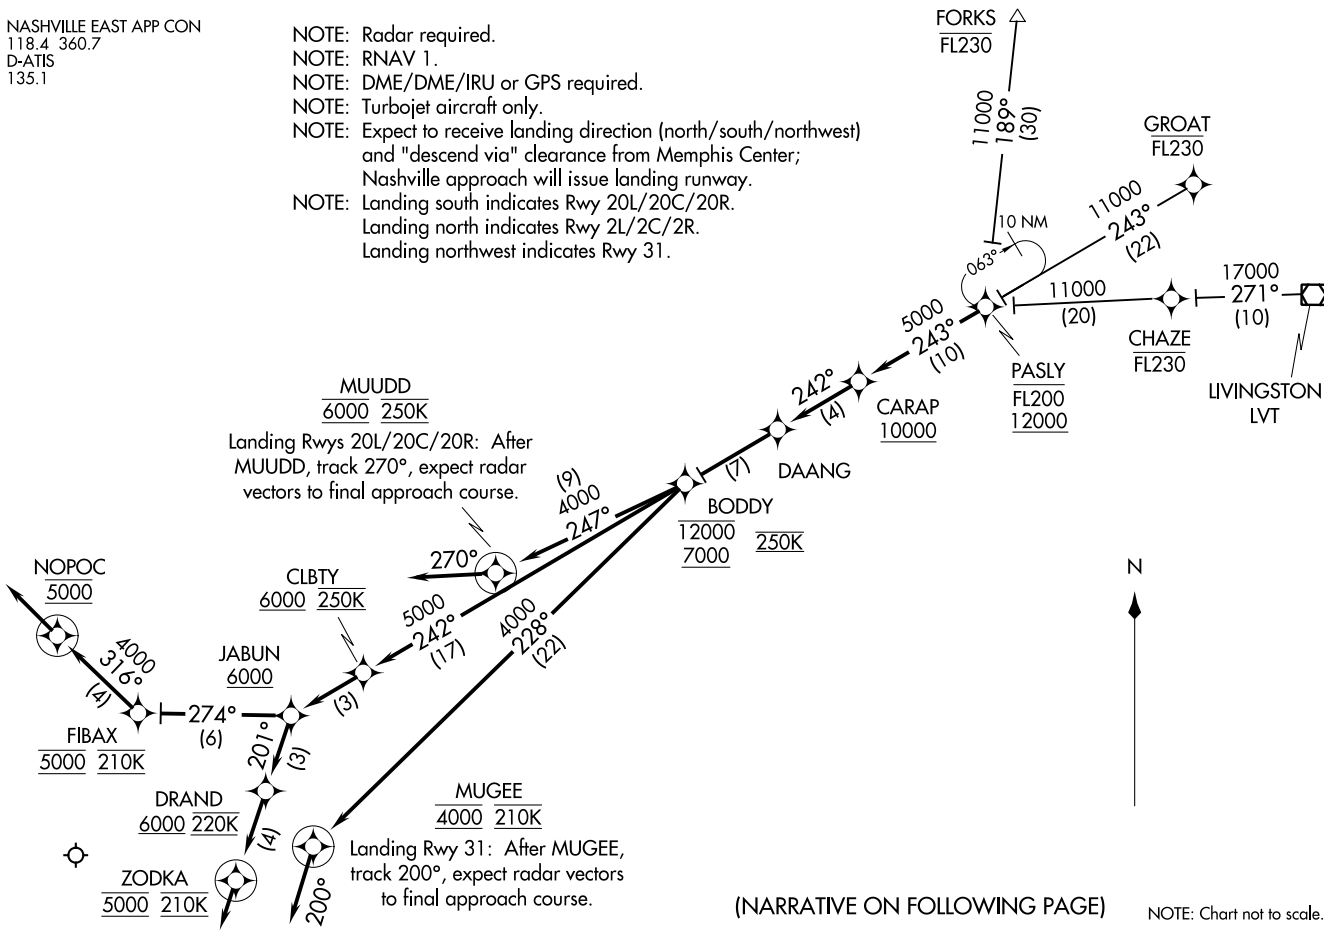 NASHVILLE EAST APP CON
118.4 360.7
D-ATIS
135.1
NOTE: Radar required.
NOTE: RNAV 1.
NOTE: DME/DME/IRU or GPS required.
NOTE: Turbojet aircraft only.
NOTE: Expect to receive landing direction (north/south/northwest)
and "descend via" clearance from Memphis Center;
Nashville approach will issue landing runway.
NOTE: Landing south indicates Rwy 20L/20C/20R.
Landing north indicates Rwy 2L/2C/2R.
Landing northwest indicates Rwy 31.
FORKS
FL230
11000
189°
(30)
GROAT
FL230
11000
243°
(22)
10 NM
063°
17000
271°
(10)
11000
(20)
CHAZE
FL230
LIVINGSTON
LVT
5000
243°
(10)
PASLY
FL200
12000
242°
(4)
CARAP
10000
DAANG
(7)
MUUDD
6000 250K
Landing Rwys 20L/20C/20R: After
MUUDD, track 270°, expect radar
vectors to final approach course.
(9)
4000
247°
BODDY
12000
7000
250K
270°
NOPOC
5000
CLBTY
6000 250K
5000
242°
(17)
4000
228°
(22)
N
4000
316°
(4)
JABUN
6000
(3)
274°
(6)
FIBAX
5000 210K
201°
(3)
DRAND
6000 220K
(4)
MUGEE
4000 210K
Landing Rwy 31: After MUGEE,
track 200°, expect radar vectors
to final approach course.
200°
ZODKA
5000 210K
(NARRATIVE ON FOLLOWING PAGE)
NOTE: Chart not to scale.